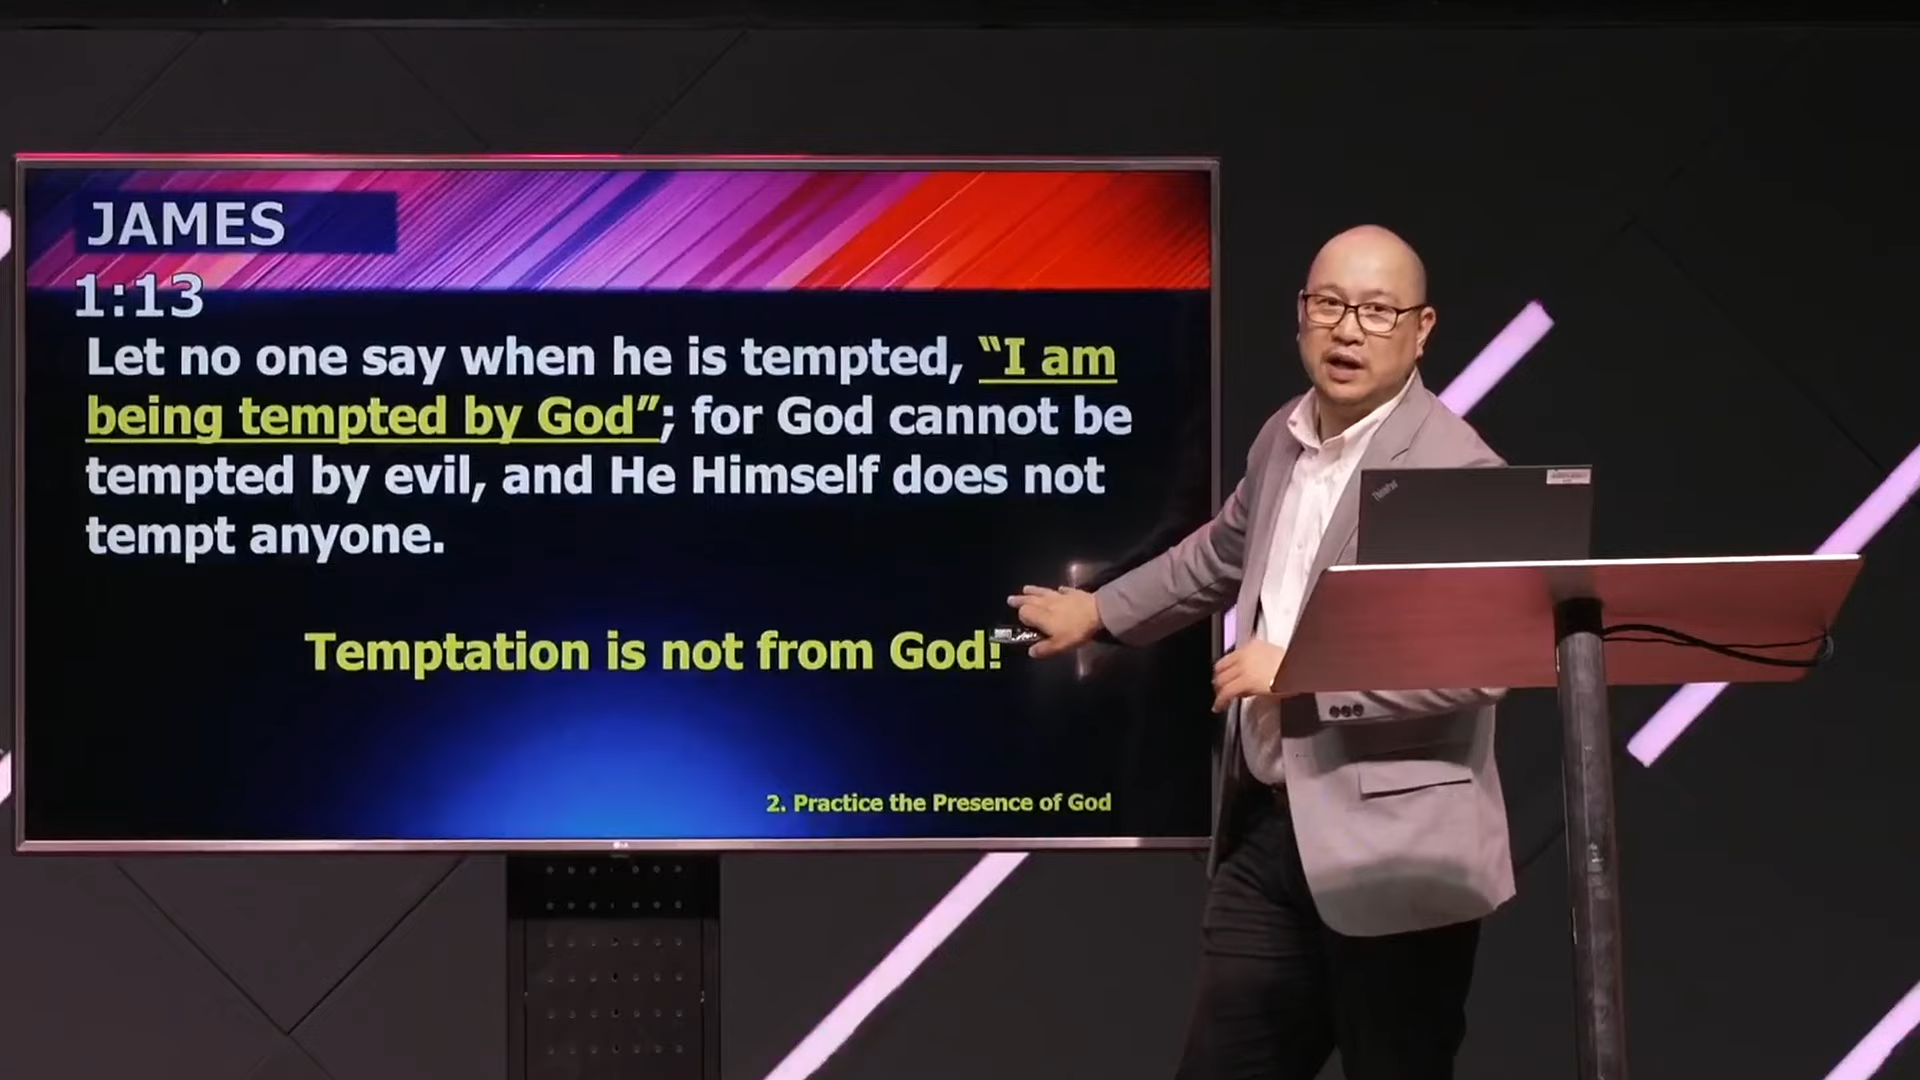 JAMES
1:13
Let no one say when he is tempted, “I am
being tempted by God”; for God cannot be
tempted by evil, and He Himself does not
tempt anyone.
Temptation is not from God!
2. Practice the Presence of God
LG
ThinkPad